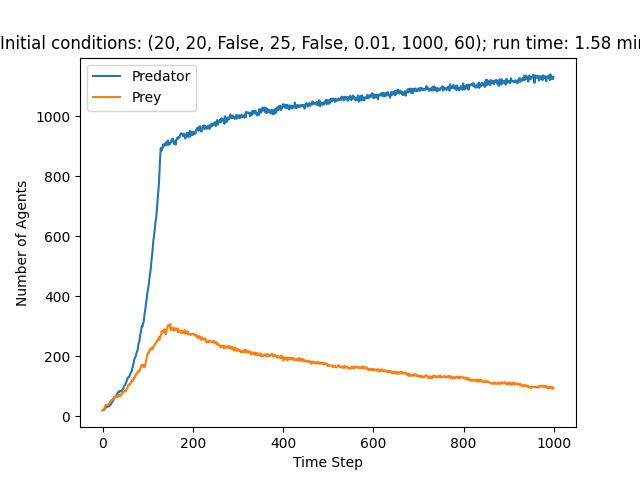 Initial conditions: (20, 20, False, 25, False, 0.01, 1000, 60); run time: 1.58
Predator
Prey
1000
800
600
400
200
0
Number of Agents
0 200 400 600 800 1000
Time Step